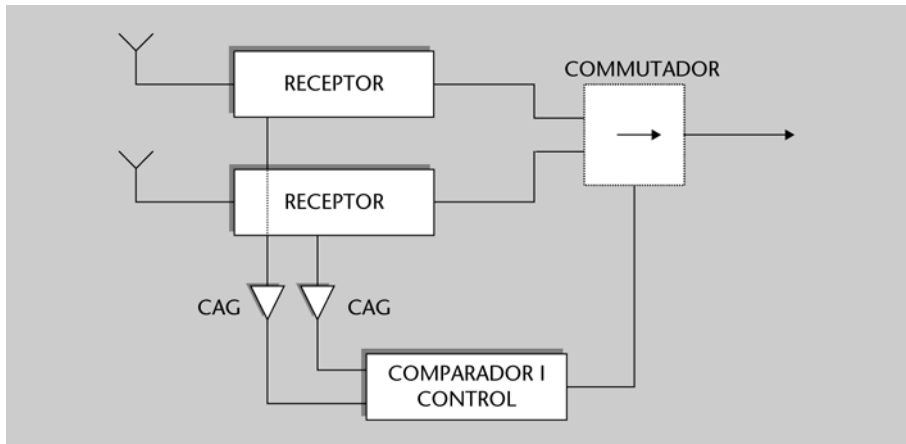 RECEPTOR
COMMUTADOR
RECEPTOR
CAG
CAG
COMPARADOR I
CONTROL